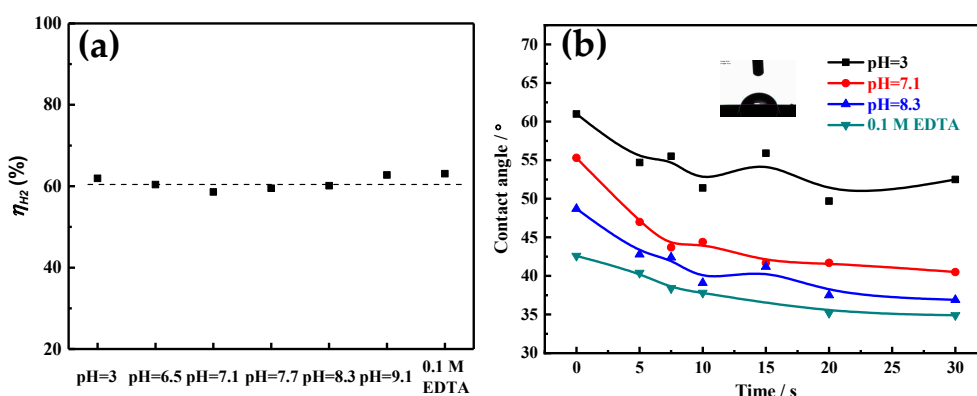 (a)
η_H2 (%)
100
80
60
40
20
pH=3 pH=6.5 pH=7.1 pH=7.7 pH=8.3 pH=9.1 0.1 M
EDTA
(b)
Contact angle / °
70
65
60
55
50
45
40
35
30
pH=3
pH=7.1
pH=8.3
0.1 M EDTA
0 5 10 15 20 25 30
Time / s